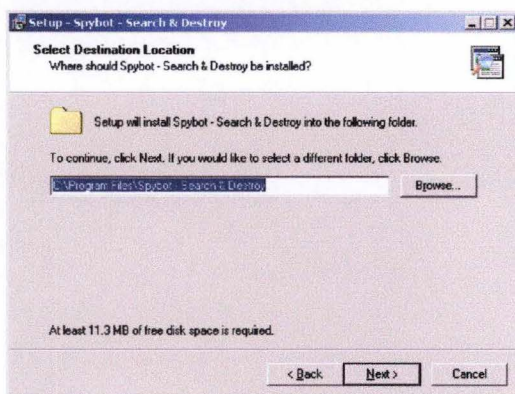 Setup - Spybot - Search & Destroy
Select Destination Location
Where should Spybot - Search & Destroy be installed?
Setup will install Spybot - Search & Destroy into the following folder.
To continue, click Next. If you would like to select a different folder, click Browse.
C:\Program Files\Spybot - Search & Destroy
Browse...
At least 11.3 MB of free disk space is required.
< Back
Next >
Cancel